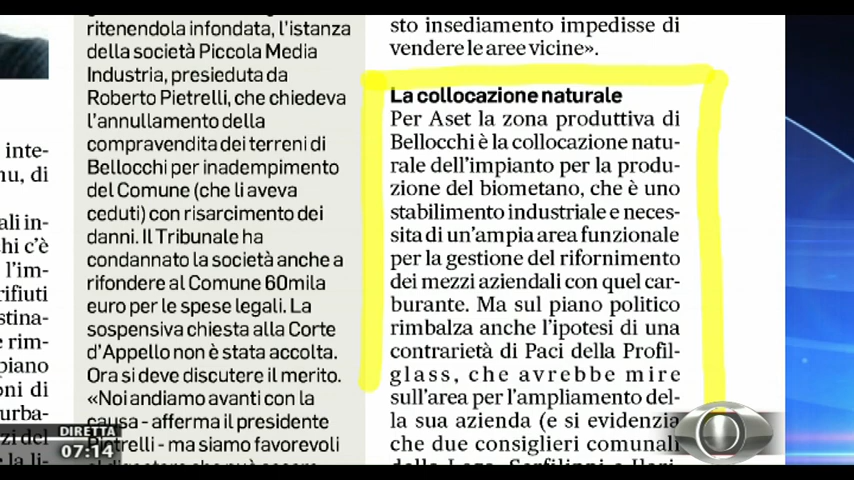 inte-
nu, di
ali in-
hi c'è
l'im-
rifiuti
stina-
e rim-
piano
oni di
urba-
zzi del
e la li-
ritenendola infondata, l'istanza
della società Piccola Media
Industria, presieduta da
Roberto Pietrelli, che chiedeva
l'annullamento della
compravendita dei terreni di
Bellocchi per inadempimento
del Comune (che li aveva
ceduti) con risarcimento dei
danni. Il Tribunale ha
condannato la società anche a
rifondere al Comune 60mila
euro per le spese legali. La
sospensiva chiesta alla Corte
d'Appello non è stata accolta.
Ora si deve discutere il merito.
«Noi andiamo avanti con la
causa - afferma il presidente
Pietrelli - ma siamo favorevoli
sto insediamento impedisse di
vendere le aree vicine».
La collocazione naturale
Per Aset la zona produttiva di
Bellocchi è la collocazione natu-
rale dell'impianto per la produ-
zione del biometano, che è uno
stabilimento industriale e neces-
sita di un'ampia area funzionale
per la gestione del rifornimento
dei mezzi aziendali con quel car-
burante. Ma sul piano politico
rimbalza anche l'ipotesi di una
contrarietà di Paci della Profil-
glass, che avrebbe mire
sull'area per l'ampliamento del-
la sua azienda (e si evidenzia
che due consiglieri comunali
DIRETTA
07:14